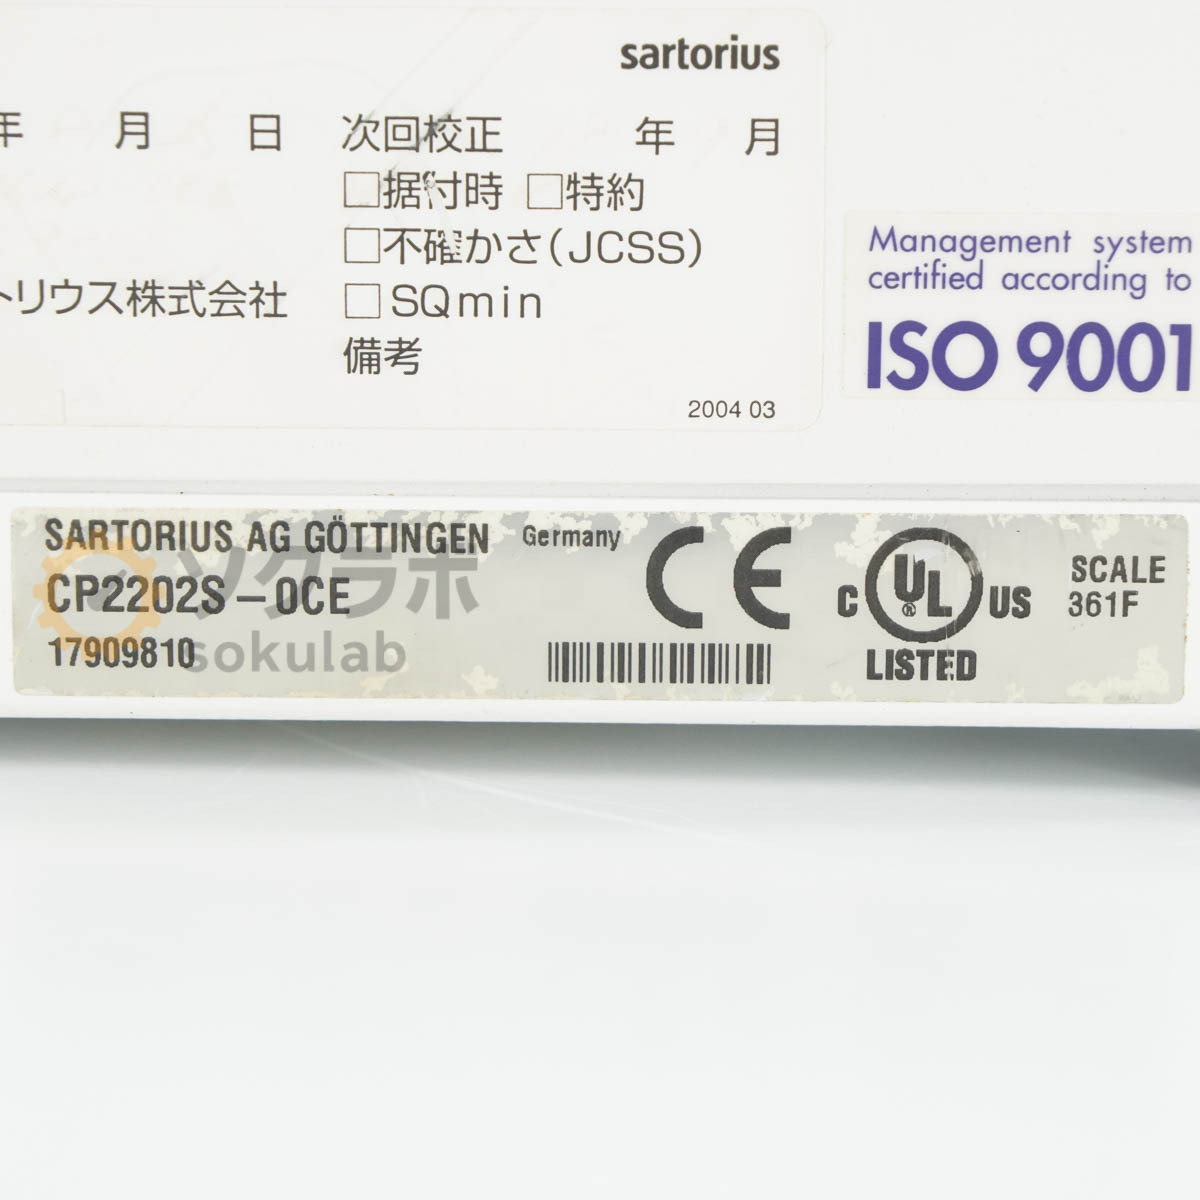 sartorius
年 月 日 次回校正 年 月
□据付時 □特約
□不確かさ(JCSS)
トリウス株式会社 □SQmin
備考
2004 03
Management system
certified according to
ISO 9001
SARTORIUS AG GÖTTINGEN Germany
CP2202S-0CE
17909810
CE
C UL US
®
LISTED
SCALE
361F
ソクラボ
sokulab